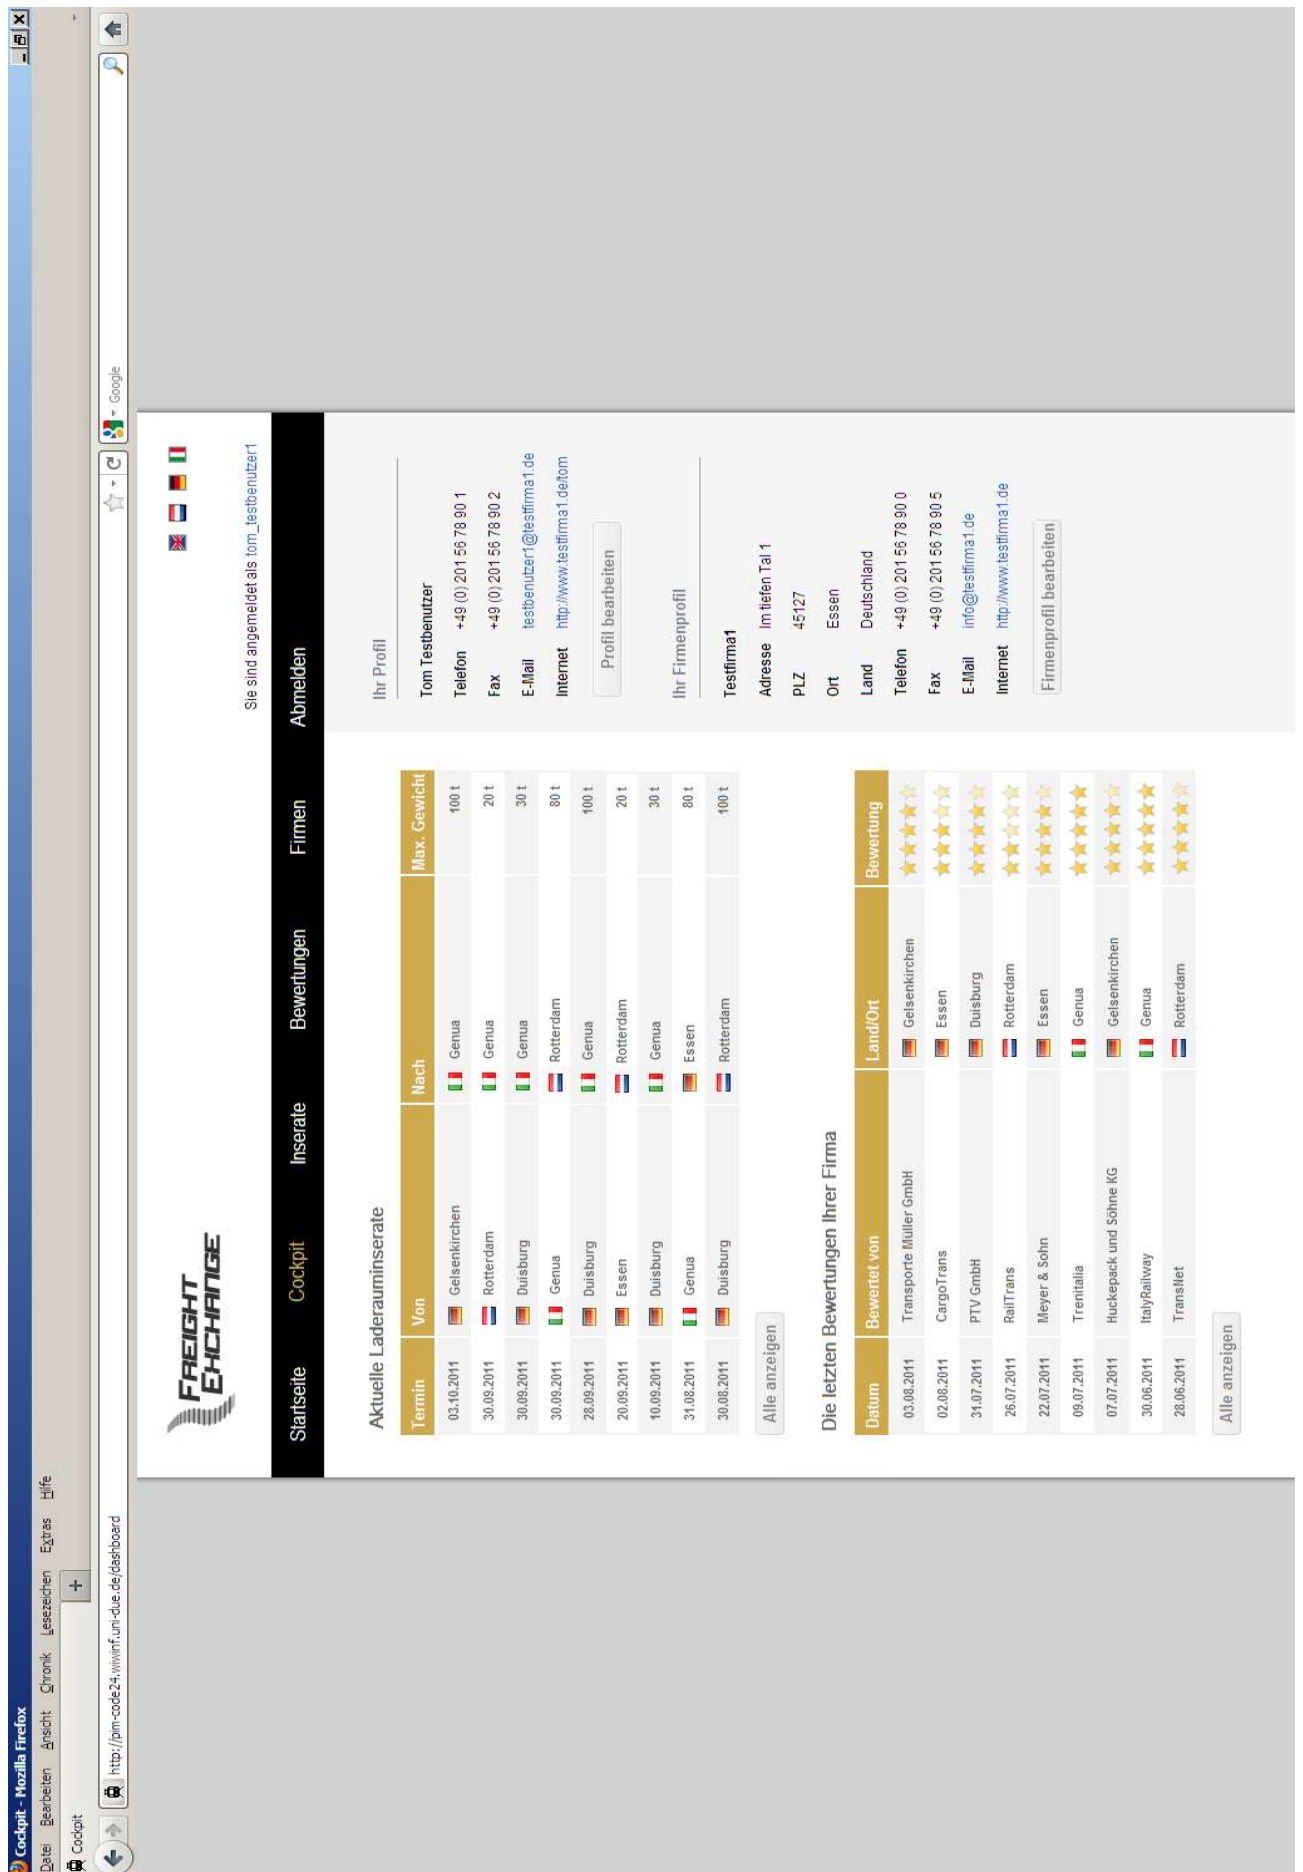 Cockpit - Mozilla Firefox
Datei Bearbeiten Ansicht Chronik Lesezeichen Extras Hilfe
Cockpit
http://pim-code24.wiwinf.uni-due.de/dashboard
Google
FREIGHT
EXCHANGE
Sie sind angemeldet als tom_testbenutzer1
Startseite Cockpit Inserate Bewertungen Firmen Abmelden
Aktuelle Laderauminserate
Termin Von Nach Max. Gewicht
03.10.2011 Gelsenkirchen Genua 100 t
30.09.2011 Rotterdam Genua 20 t
30.09.2011 Duisburg Genua 30 t
30.09.2011 Genua Rotterdam 80 t
28.09.2011 Duisburg Genua 100 t
20.09.2011 Essen Rotterdam 20 t
10.09.2011 Duisburg Genua 30 t
31.08.2011 Genua Essen 80 t
30.08.2011 Duisburg Rotterdam 100 t
Alle anzeigen
Die letzten Bewertungen Ihrer Firma
Datum Bewertet von Land/Ort Bewertung
03.08.2011 Transporte Müller GmbH Gelsenkirchen
02.08.2011 CargoTrans Essen
31.07.2011 PTV GmbH Duisburg
26.07.2011 RailTrans Rotterdam
22.07.2011 Meyer & Sohn Essen
09.07.2011 Trenitalia Genua
07.07.2011 Huckepack und Söhne KG Gelsenkirchen
30.06.2011 ItalyRailway Genua
28.06.2011 TransNet Rotterdam
Alle anzeigen
Ihr Profil
Tom Testbenutzer
Telefon +49 (0) 201 56 78 90 1
Fax +49 (0) 201 56 78 90 2
E-Mail testbenutzer1@testfirma1.de
Internet http://www.testfirma1.de/tom
Profil bearbeiten
Ihr Firmenprofil
Testfirma1
Adresse Im tiefen Tal 1
PLZ 45127
Ort Essen
Land Deutschland
Telefon +49 (0) 201 56 78 90 0
Fax +49 (0) 201 56 78 90 5
E-Mail info@testfirma1.de
Internet http://www.testfirma1.de
Firmenprofil bearbeiten